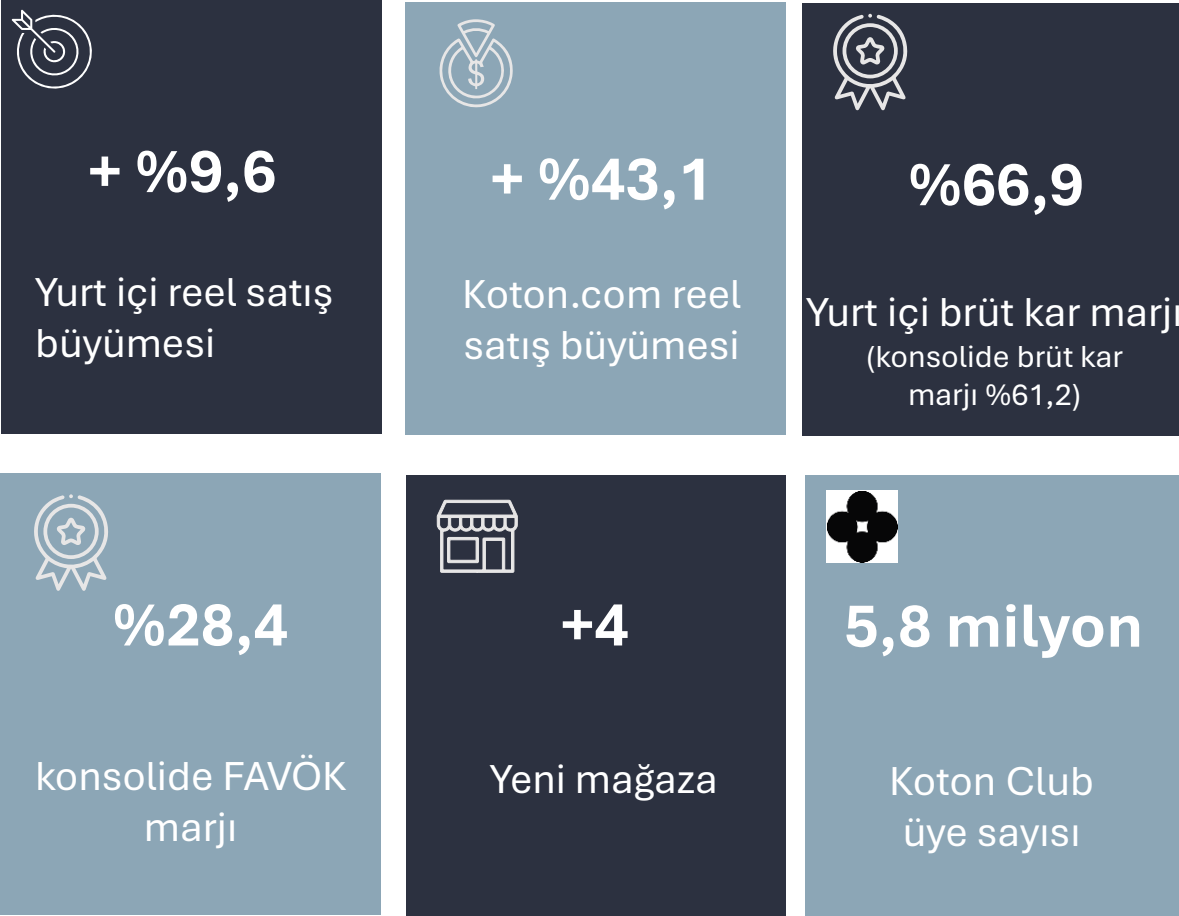 + %9,6
Yurt içi reel satış
büyümesi
+ %43,1
Koton.com reel
satış büyümesi
%66,9
Yurt içi brüt kar marjı
(konsolide brüt kar
marjı %61,2)
%28,4
konsolide FAVÖK
marjı
+4
Yeni mağaza
5,8 milyon
Koton Club
üye sayısı